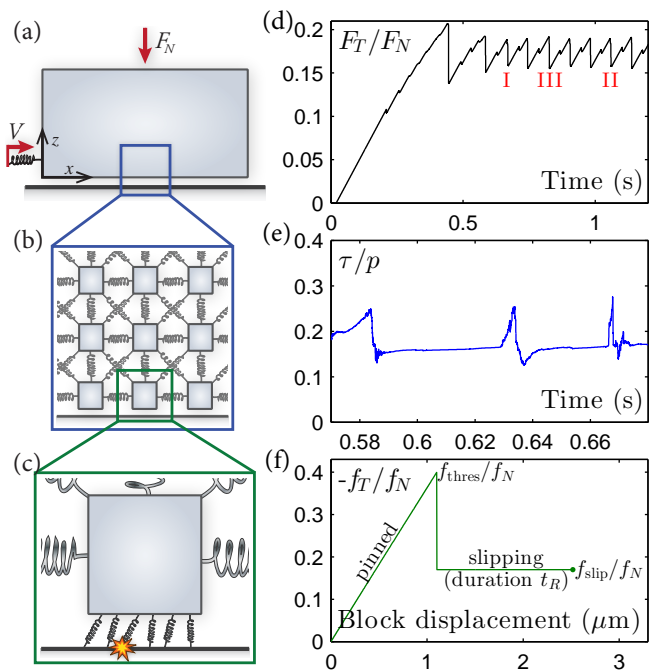 (a)
F_N
V
z
x
(b)
(c)
(d)
F_T/F_N
0.2
0.15
0.1
0.05
0
I
III
II
Time (s)
0
0.5
1
(e)
τ/p
0.4
0.3
0.2
0.1
0
Time (s)
0.58
0.6
0.62
0.64
0.66
(f)
-f_T/f_N
f_thres/f_N
0.4
0.3
0.2
0.1
0
pinned
slipping
(duration t_R)
f_slip/f_N
Block displacement (μm)
0
1
2
3